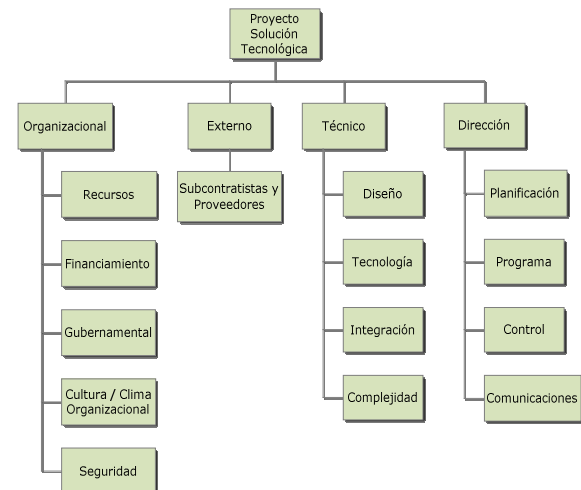 Proyecto
Solución
Tecnológica
Organizacional
Externo
Técnico
Dirección
Recursos
Financiamiento
Gubernamental
Cultura / Clima
Organizacional
Seguridad
Subcontratistas y
Proveedores
Diseño
Tecnología
Integración
Complejidad
Planificación
Programa
Control
Comunicaciones